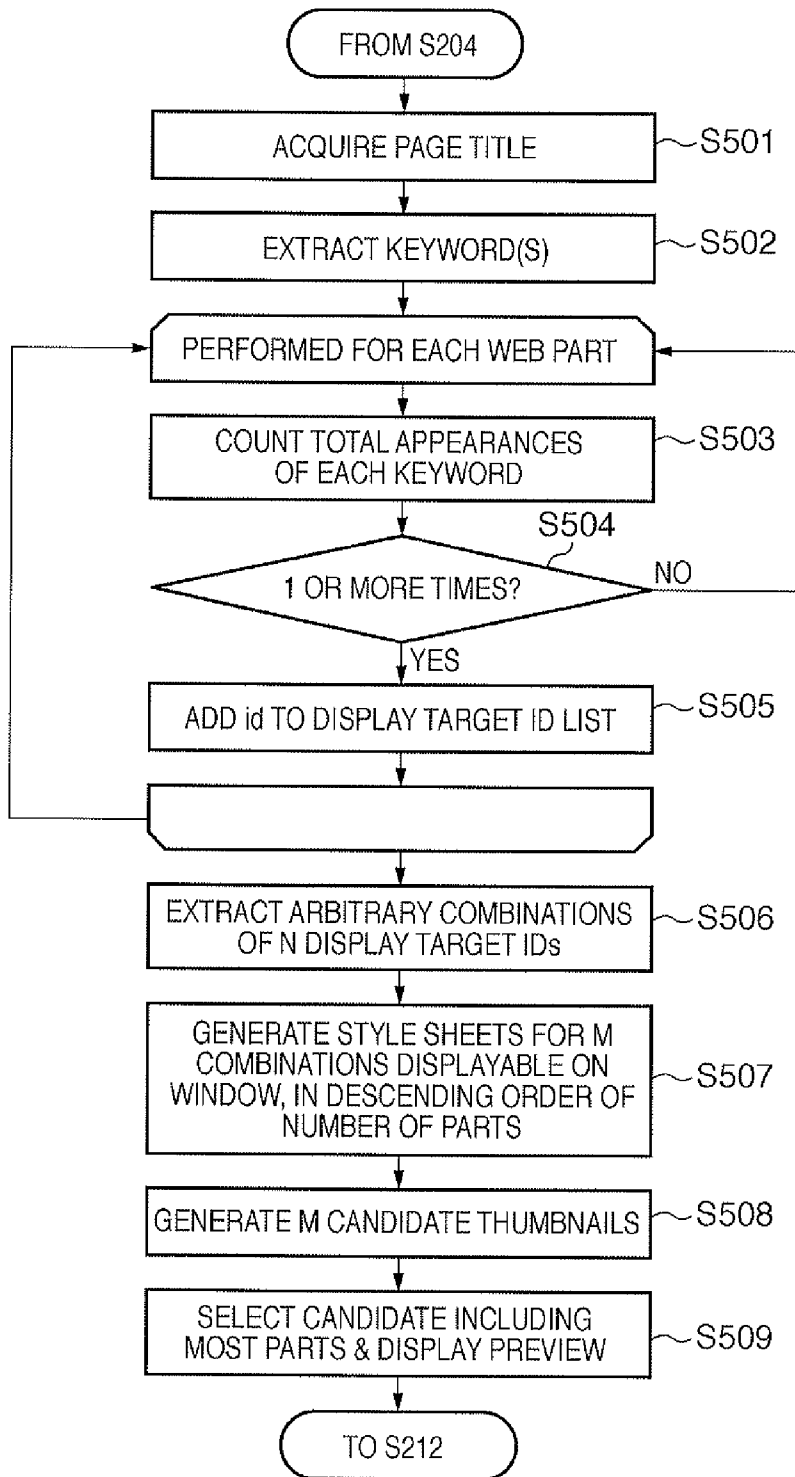 FROM S204
ACQUIRE PAGE TITLE
S501
EXTRACT KEYWORD(S)
S502
PERFORMED FOR EACH WEB PART
COUNT TOTAL APPEARANCES
OF EACH KEYWORD
S503
S504
1 OR MORE TIMES?
NO
YES
ADD id TO DISPLAY TARGET ID LIST
S505
EXTRACT ARBITRARY COMBINATIONS
OF N DISPLAY TARGET IDs
S506
GENERATE STYLE SHEETS FOR M
COMBINATIONS DISPLAYABLE ON
WINDOW, IN DESCENDING ORDER OF
NUMBER OF PARTS
S507
GENERATE M CANDIDATE THUMBNAILS
S508
SELECT CANDIDATE INCLUDING
MOST PARTS & DISPLAY PREVIEW
S509
TO S212